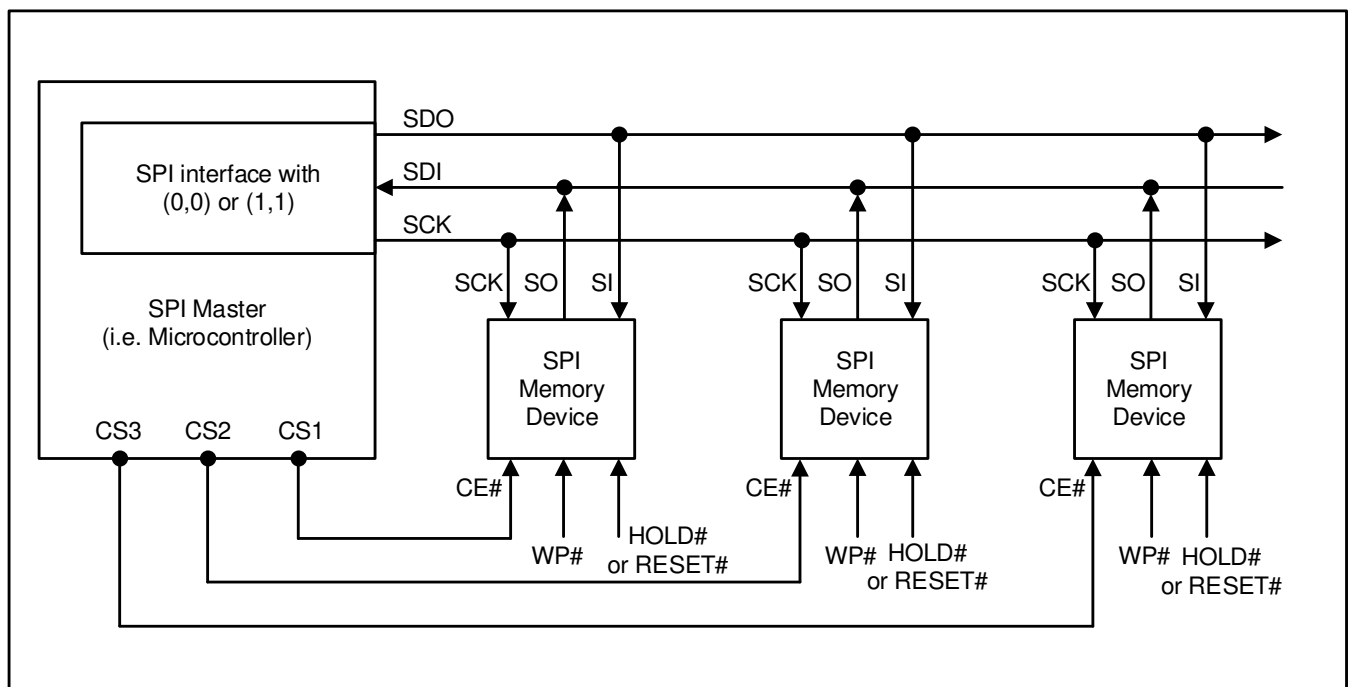 SDO
SPI interface with
(0,0) or (1,1)
SDI
SCK
SPI Master
(i.e. Microcontroller)
CS3
CS2
CS1
SCK
SO
SI
SPI
Memory
Device
CE#
WP#
HOLD#
or RESET#
SCK
SO
SI
SPI
Memory
Device
CE#
WP#
HOLD#
or RESET#
SCK
SO
SI
SPI
Memory
Device
CE#
WP#
HOLD#
or RESET#